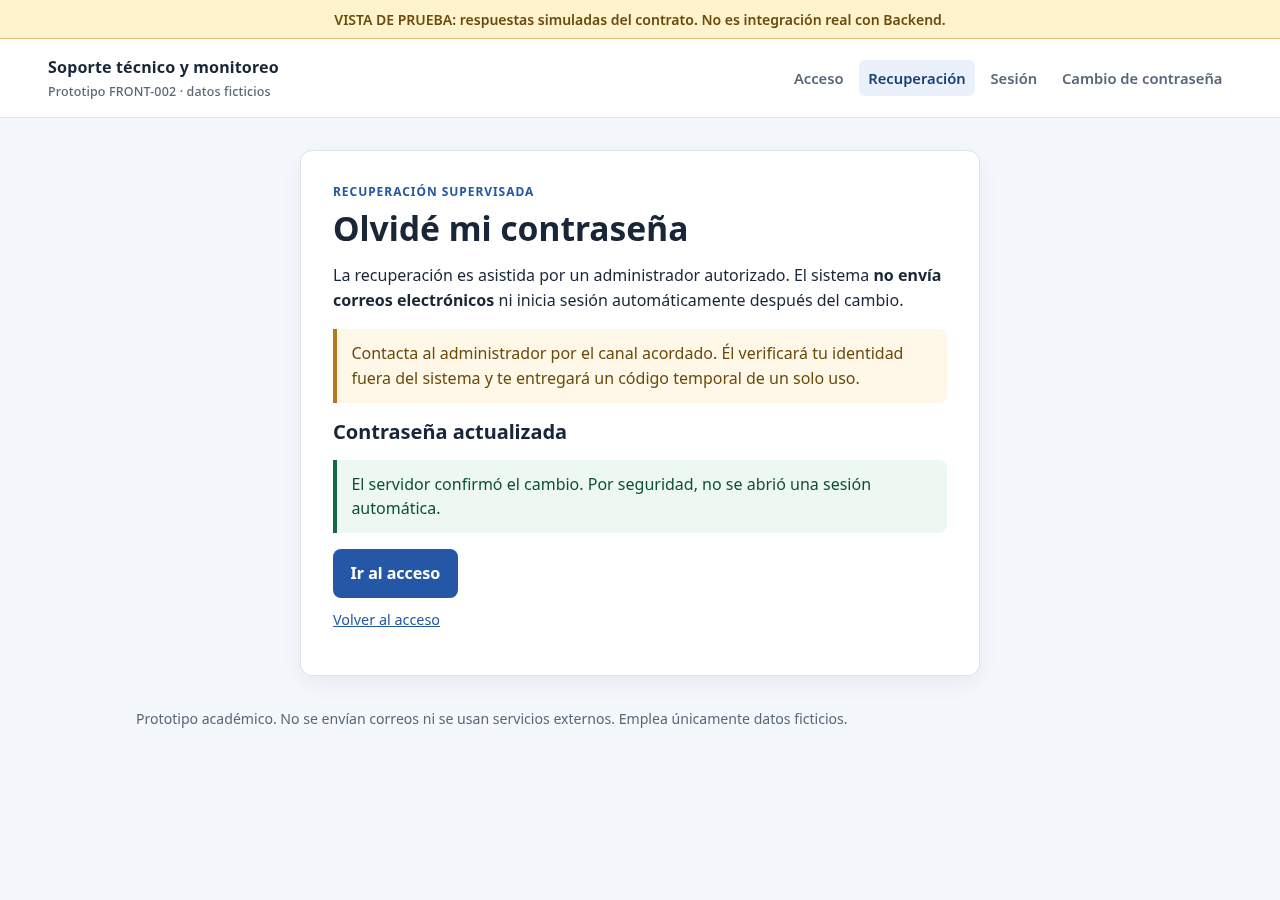 VISTA DE PRUEBA: respuestas simuladas del contrato. No es integración real con Backend.
Soporte técnico y monitoreo
Prototipo FRONT-002 · datos ficticios
Acceso Recuperación Sesión Cambio de contraseña
RECUPERACIÓN SUPERVISADA
Olvidé mi contraseña
La recuperación es asistida por un administrador autorizado. El sistema no envía
correos electrónicos ni inicia sesión automáticamente después del cambio.
Contacta al administrador por el canal acordado. Él verificará tu identidad
fuera del sistema y te entregará un código temporal de un solo uso.
Contraseña actualizada
El servidor confirmó el cambio. Por seguridad, no se abrió una sesión
automática.
Ir al acceso
Volver al acceso
Prototipo académico. No se envían correos ni se usan servicios externos. Emplea únicamente datos ficticios.